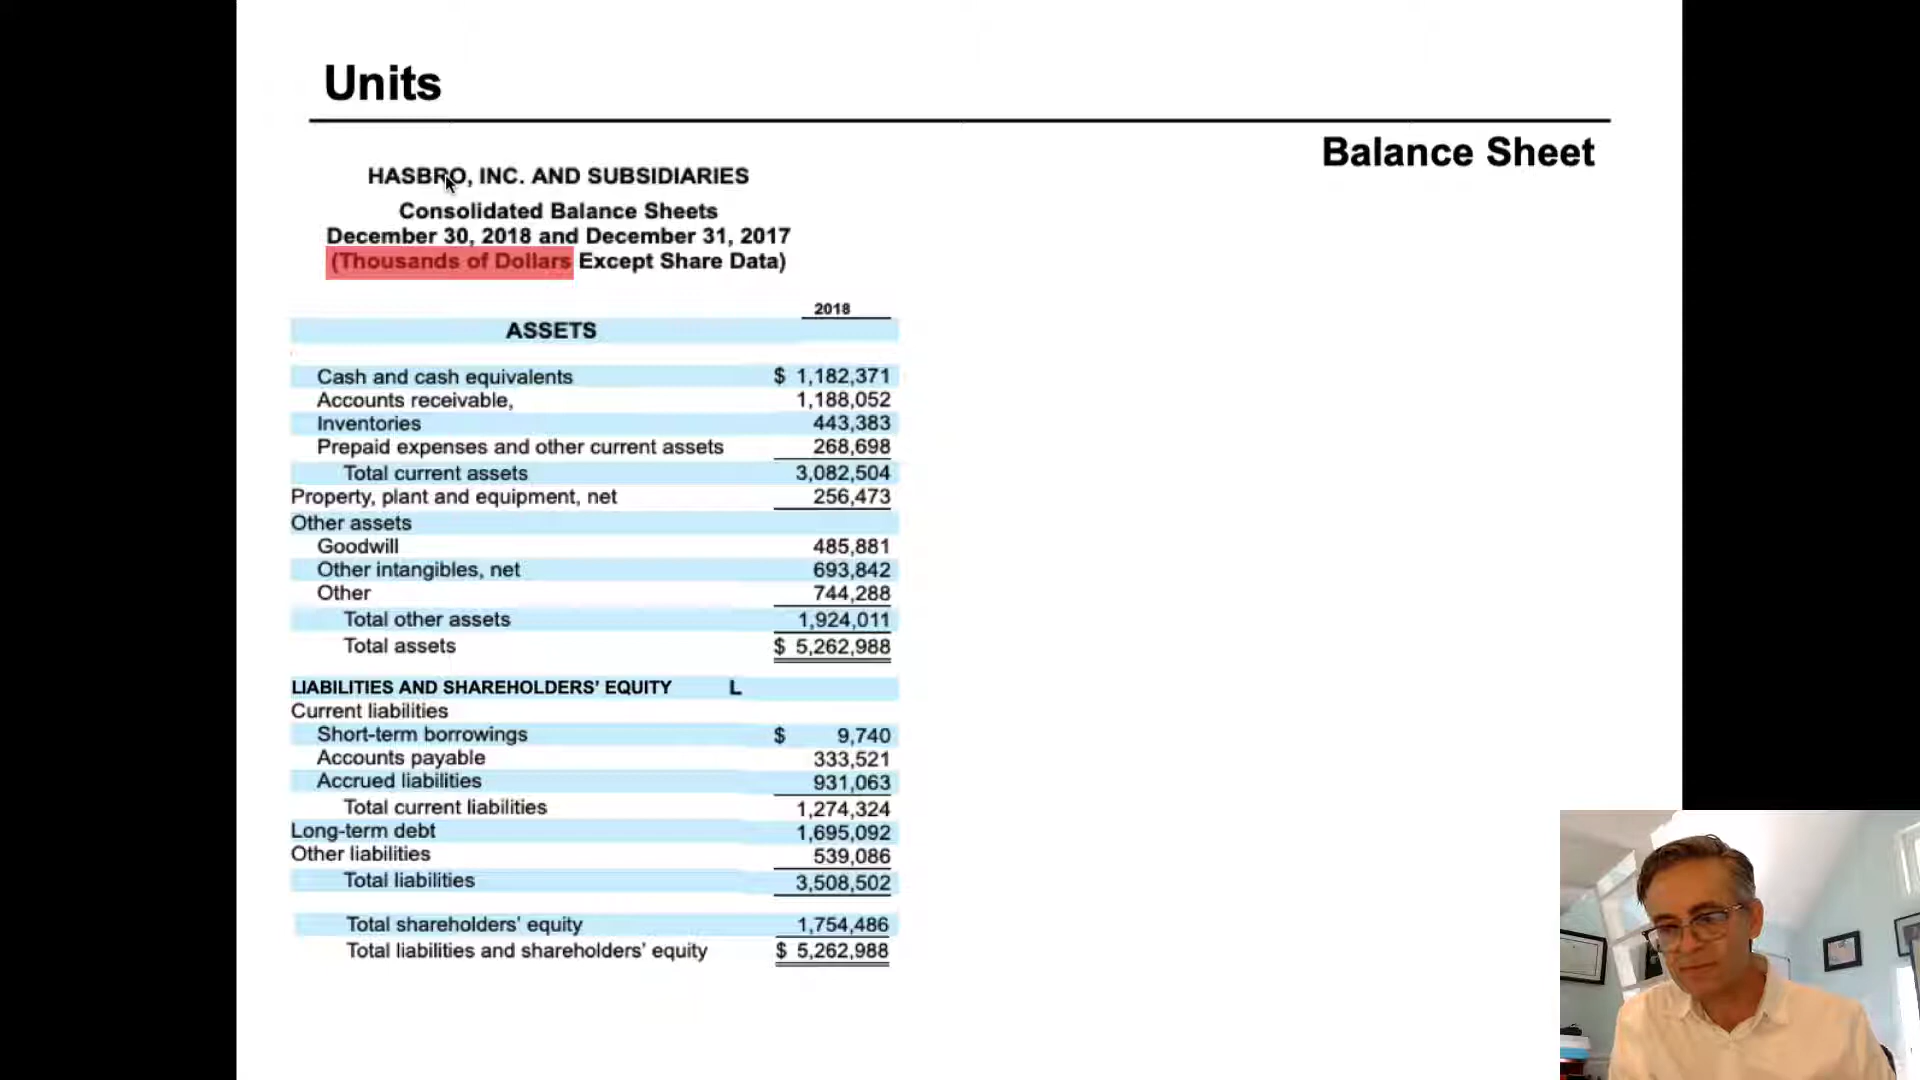 Units
Balance Sheet
HASBRO, INC. AND SUBSIDIARIES
Consolidated Balance Sheets
December 30, 2018 and December 31, 2017
(Thousands of Dollars Except Share Data)
2018
ASSETS
Cash and cash equivalents $ 1,182,371
Accounts receivable, 1,188,052
Inventories 443,383
Prepaid expenses and other current assets 268,698
Total current assets 3,082,504
Property, plant and equipment, net 256,473
Other assets
Goodwill 485,881
Other intangibles, net 693,842
Other 744,288
Total other assets 1,924,011
Total assets $ 5,262,988
LIABILITIES AND SHAREHOLDERS' EQUITY L
Current liabilities
Short-term borrowings $ 9,740
Accounts payable 333,521
Accrued liabilities 931,063
Total current liabilities 1,274,324
Long-term debt 1,695,092
Other liabilities 539,086
Total liabilities 3,508,502
Total shareholders' equity 1,754,486
Total liabilities and shareholders' equity $ 5,262,988